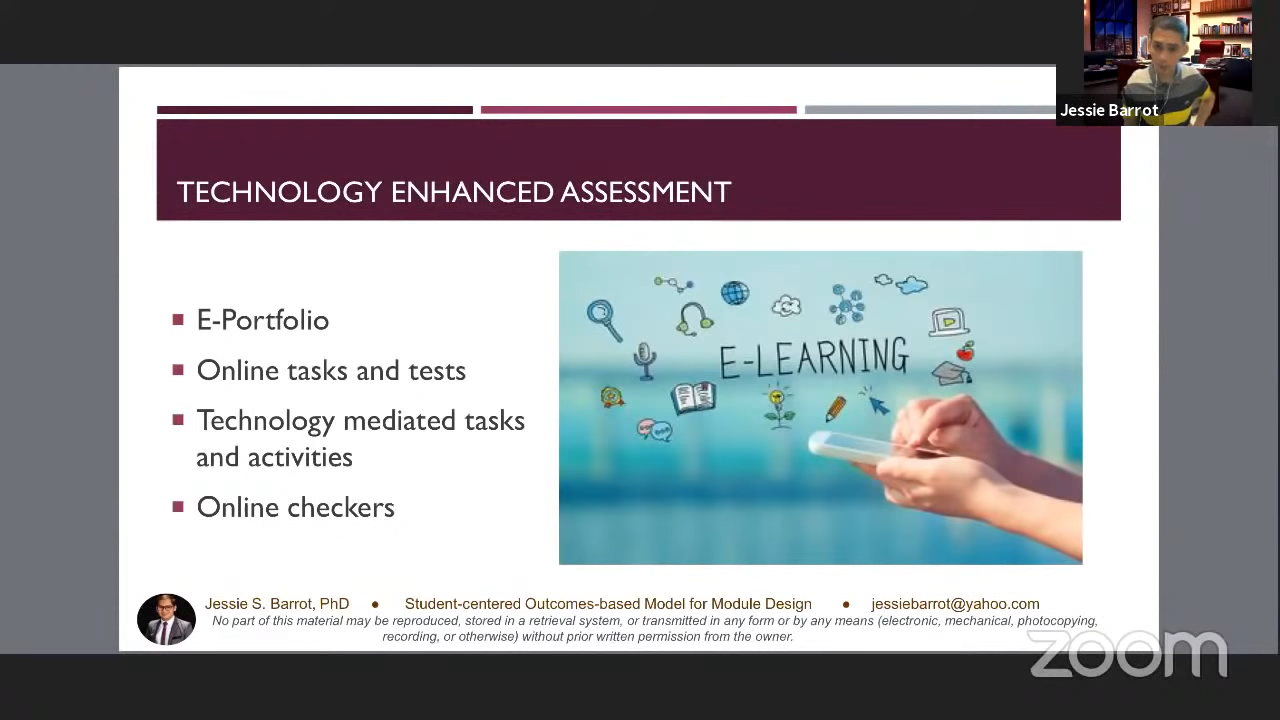 Jessie Barrot
TECHNOLOGY ENHANCED ASSESSMENT
E-Portfolio
Online tasks and tests
Technology mediated tasks
and activities
Online checkers
E-LEARNING
Jessie S. Barrot, PhD ● Student-centered Outcomes-based Model for Module Design ● jessiebarrot@yahoo.com
No part of this material may be reproduced, stored in a retrieval system, or transmitted in any form or by any means (electronic, mechanical, photocopying,
recording, or otherwise) without prior written permission from the owner.
zoom